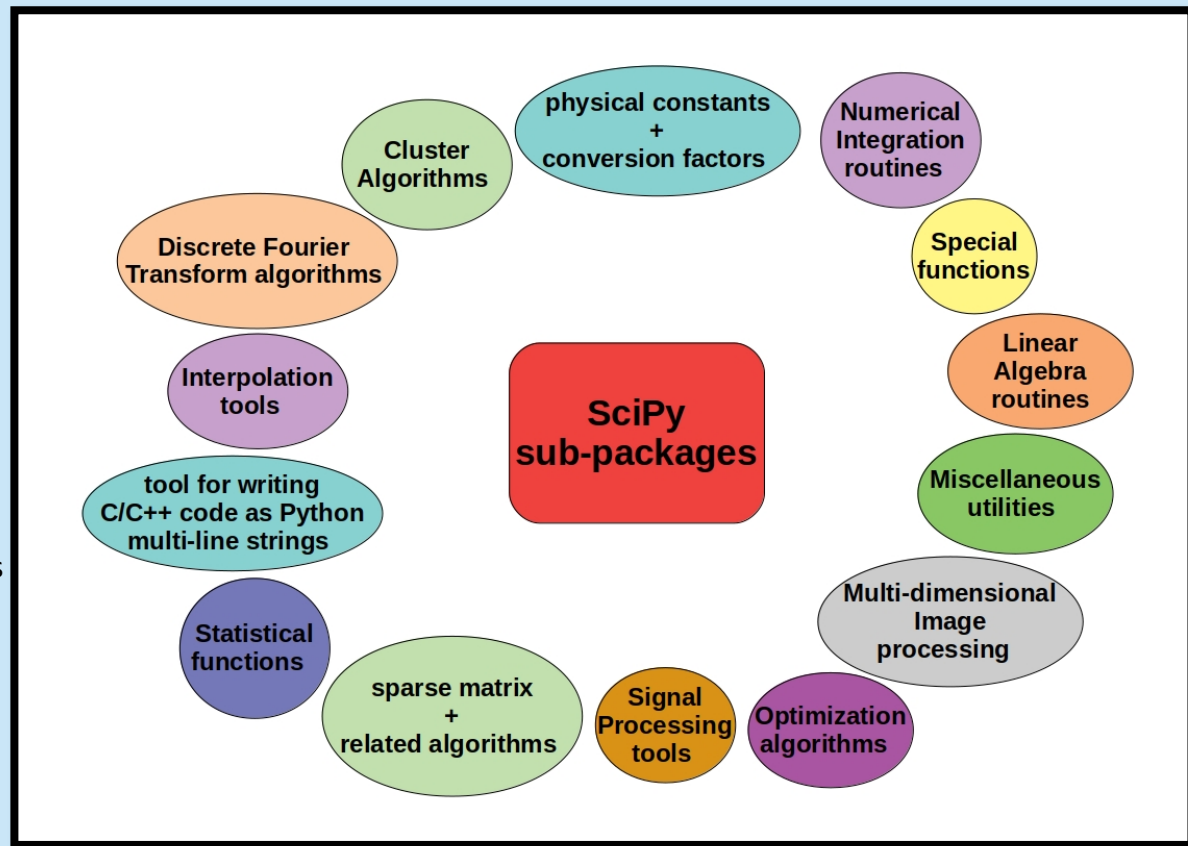 physical constants
+
conversion factors
Numerical
Integration
routines
Cluster
Algorithms
Special
functions
Discrete Fourier
Transform algorithms
Linear
Algebra
routines
Interpolation
tools
SciPy
sub-packages
Miscellaneous
utilities
tool for writing
C/C++ code as Python
multi-line strings
s
Multi-dimensional
Image
processing
Statistical
functions
sparse matrix
+
related algorithms
Signal
Processing
tools
Optimization
algorithms